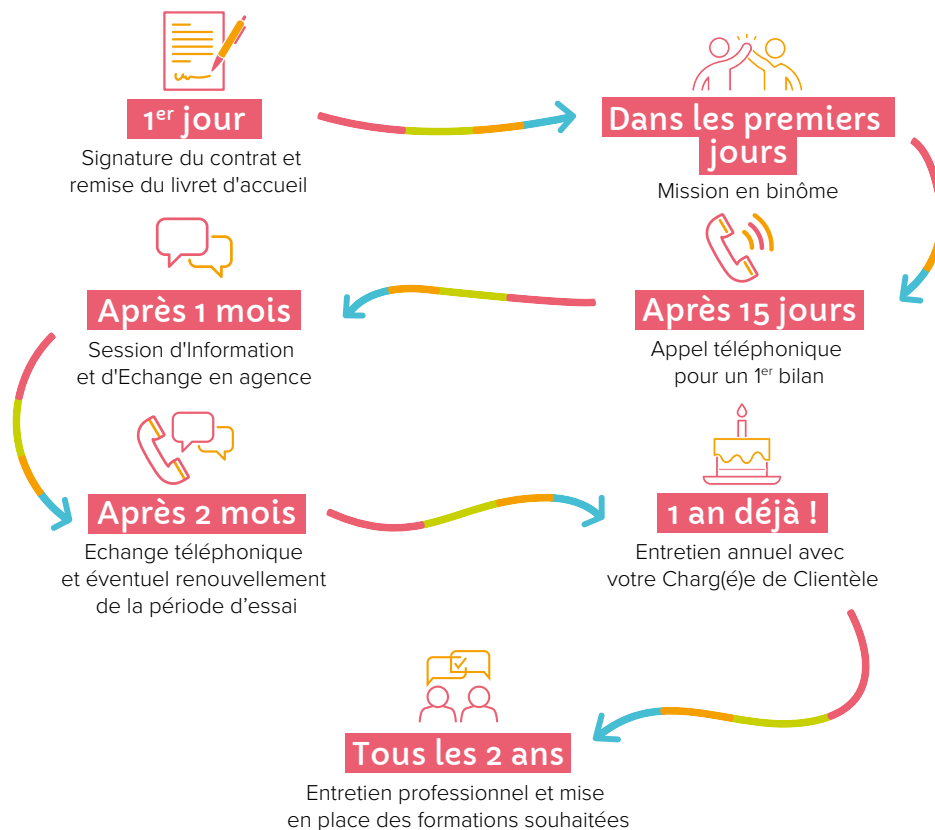 1er jour
Signature du contrat et
remise du livret d'accueil
Dans les premiers
jours
Mission en binôme
Après 15 jours
Appel téléphonique
pour un 1er bilan
Après 1 mois
Session d'Information
et d'Echange en agence
Après 2 mois
Echange téléphonique
et éventuel renouvellement
de la période d’essai
1 an déjà !
Entretien annuel avec
votre Charg(é)e de Clientèle
Tous les 2 ans
Entretien professionnel et mise
en place des formations souhaitées